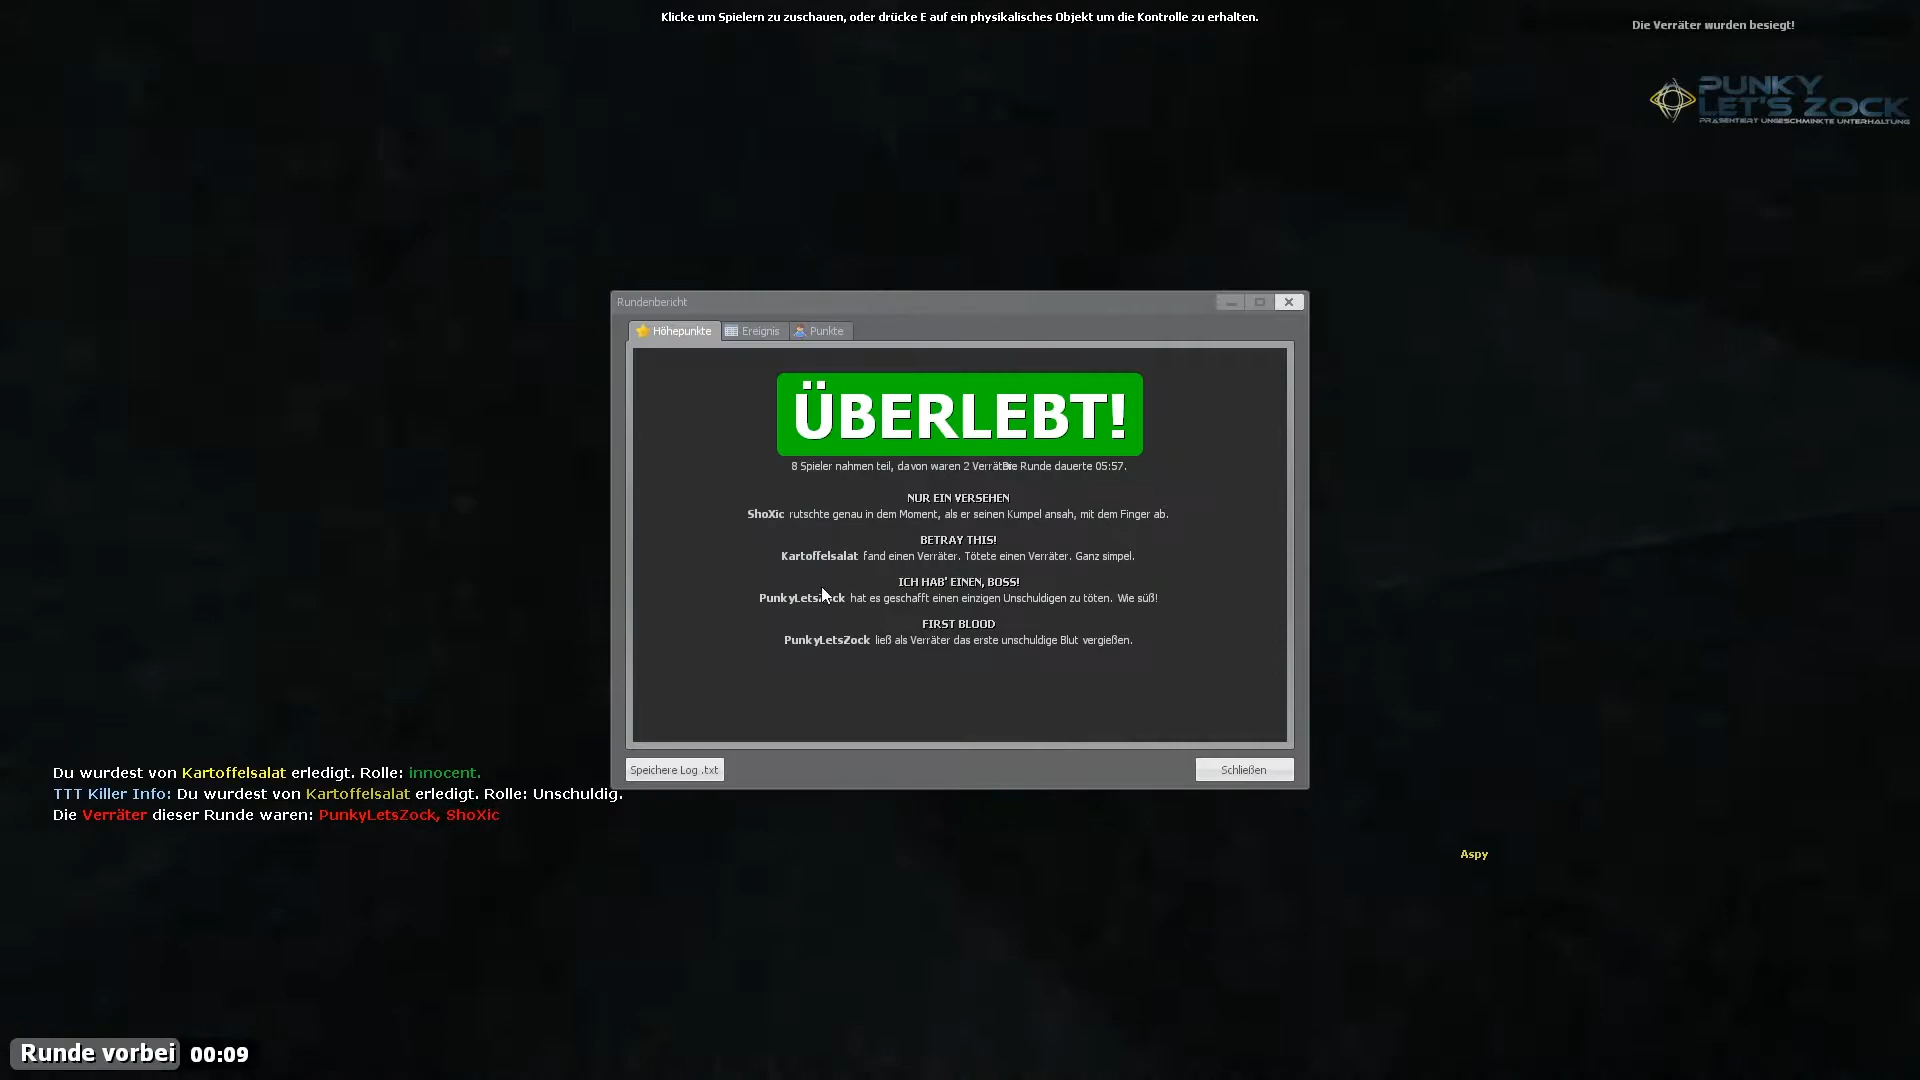 Klicke um Spielern zu zuschauen, oder drücke E auf ein physikalisches Objekt um die Kontrolle zu erhalten.
Die Verräter wurden besiegt!
PUNKY
LET'S ZOCK
PRÄSENTIERT UNGESCHMINKTE UNTERHALTUNG
Rundenbericht
Höhepunkte Ereignis Punkte
ÜBERLEBT!
8 Spieler nahmen teil, davon waren 2 Die Runde dauerte 05:57.
NUR EIN VERSEHEN
ShoXic rutschte genau in dem Moment, als er seinen Kumpel ansah, mit dem Finger ab.
BETRAY THIS!
Kartoffelsalat fand einen Verräter. Tötete einen Verräter. Ganz simpel.
ICH HAB' EINEN, BOSS!
PunkyLetsZock hat es geschafft einen einzigen Unschuldigen zu töten. Wie süß!
FIRST BLOOD
PunkyLetsZock ließ als Verräter das erste unschuldige Blut vergießen.
Speichere Log .txt Schließen
Du wurdest von Kartoffelsalat erledigt. Rolle: innocent.
TTT Killer Info: Du wurdest von Kartoffelsalat erledigt. Rolle: Unschuldig.
Die Verräter dieser Runde waren: PunkyLetsZock, ShoXic
Aspy
Runde vorbei 00:09